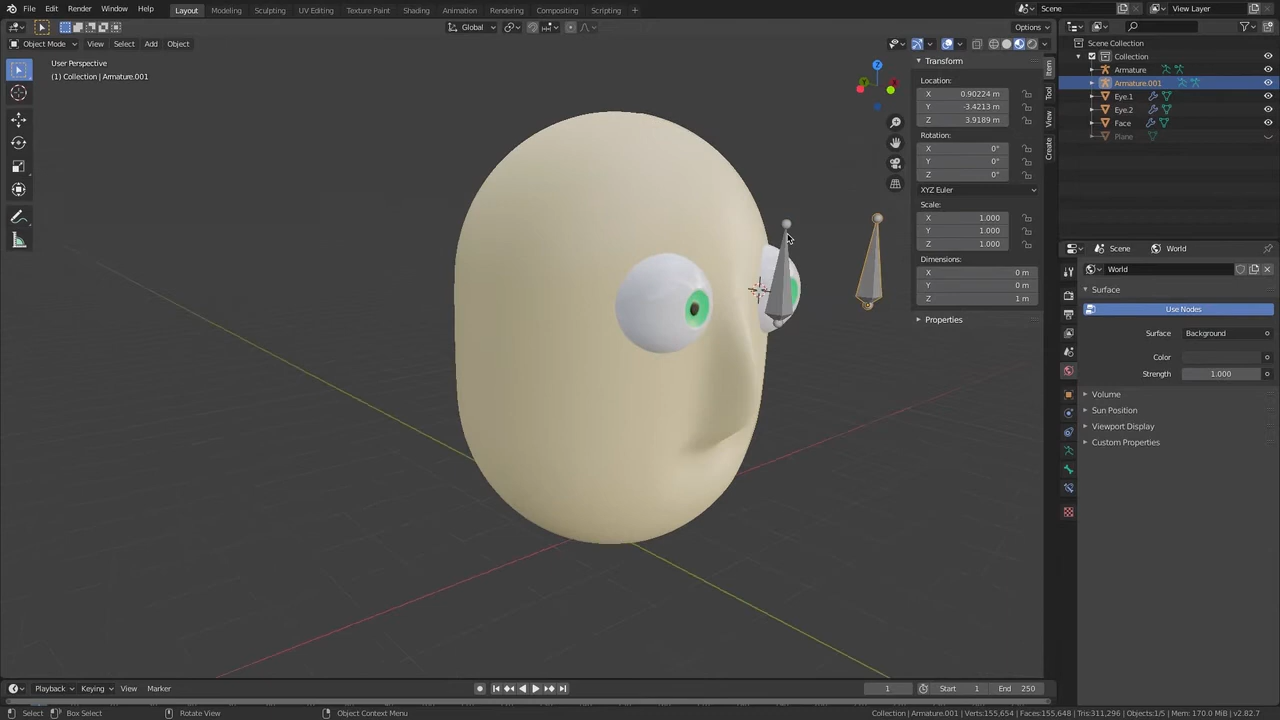 File Edit Render Window Help Layout Modeling Sculpting UV Editing Texture Paint Shading Animation Rendering Compositing Scripting + Scene View Layer
Global Options
Object Mode View Select Add Object
User Perspective
(1) Collection | Armature.001
Z
Y
X
Transform
Location:
X 0.90224 m
Y -3.4213 m
Z 3.9189 m
Rotation:
X 0°
Y 0°
Z 0°
XYZ Euler
Scale:
X 1.000
Y 1.000
Z 1.000
Dimensions:
X 0 m
Y 0 m
Z 1 m
Properties
Item
Tool
View
Create
Scene Collection
Collection
Armature
Armature.001
Eye.1
Eye.2
Face
Plane
Scene World
World
Surface
Use Nodes
Surface Background
Color
Strength 1.000
Volume
Sun Position
Viewport Display
Custom Properties
Playback Keying View Marker 1 Start 1 End 250
Select Box Select Rotate View Object Context Menu Collection | Armature.001 | Verts:155,654 | Faces:155,648 | Tris:311,296 | Objects:1/5 | Mem: 170.0 MiB | v2.82.7